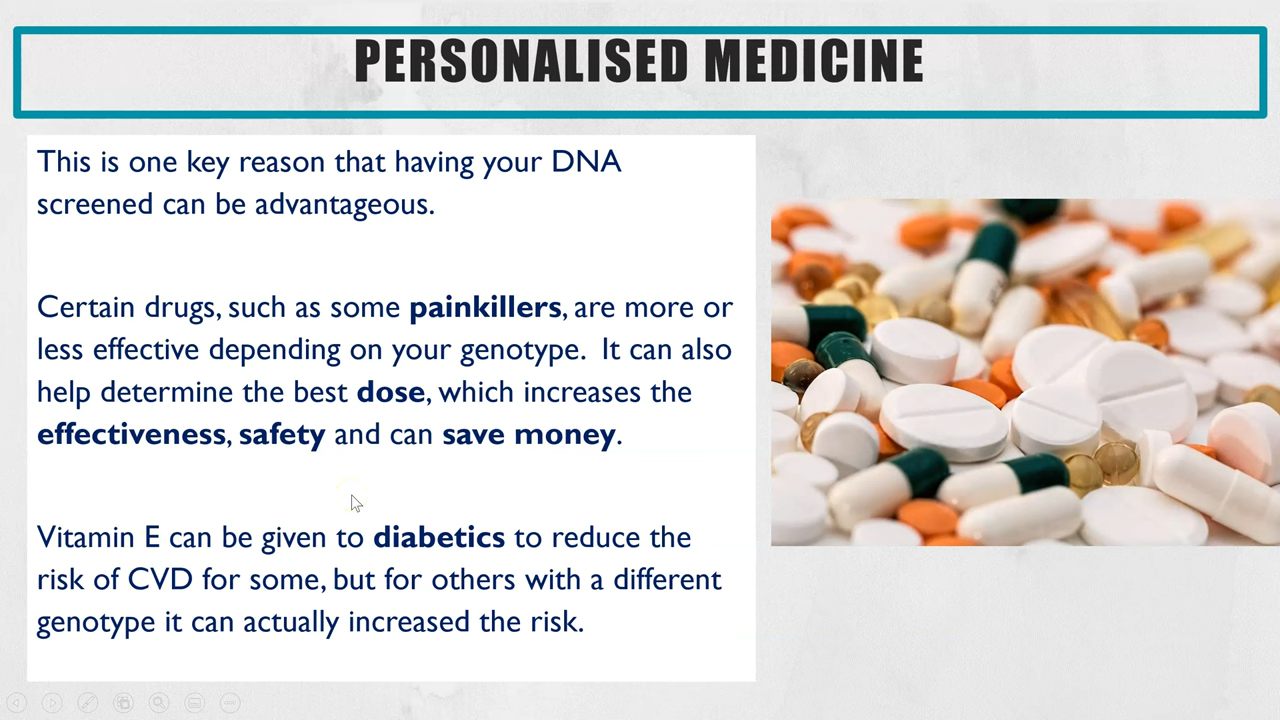 PERSONALISED MEDICINE
This is one key reason that having your DNA
screened can be advantageous.
Certain drugs, such as some painkillers, are more or
less effective depending on your genotype. It can also
help determine the best dose, which increases the
effectiveness, safety and can save money.
Vitamin E can be given to diabetics to reduce the
risk of CVD for some, but for others with a different
genotype it can actually increased the risk.